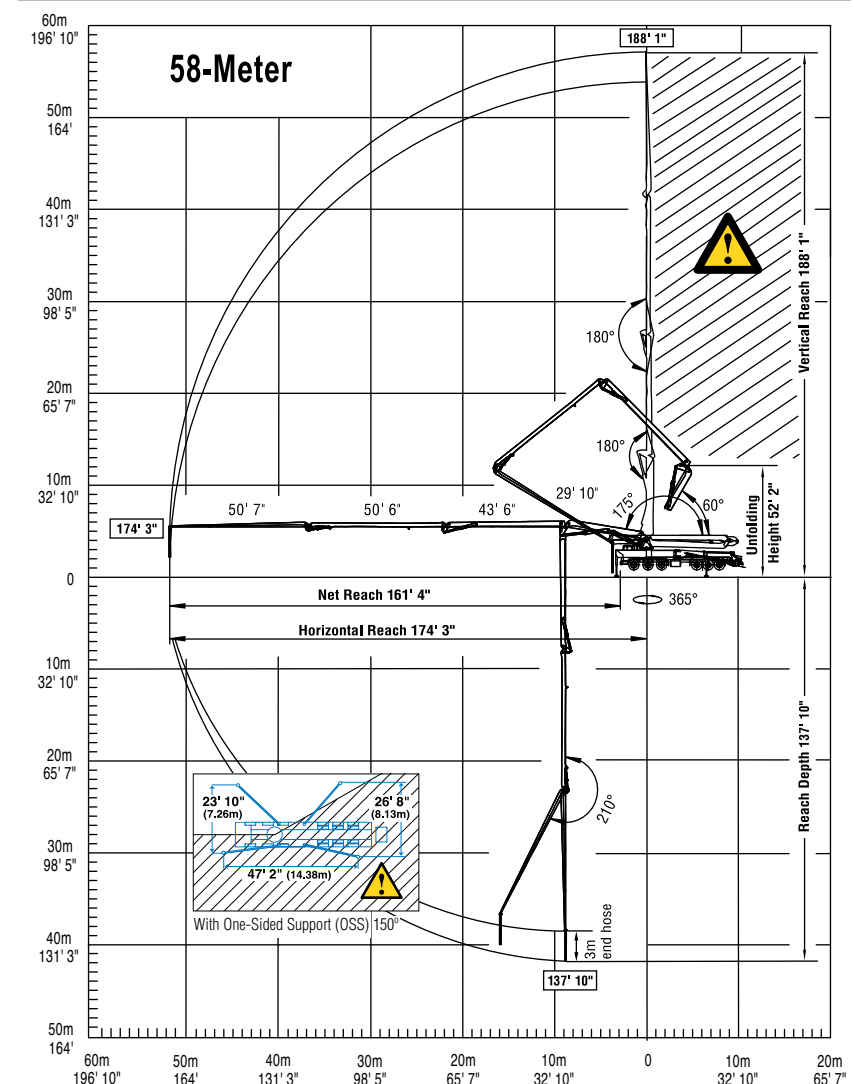 60m
196' 10"
188' 1"
58-Meter
50m
164'
40m
131' 3"
30m
98' 5"
180°
Vertical Reach 188' 1"
20m
65' 7"
180°
10m
32' 10"
50' 7"
50' 6"
43' 6"
29' 10"
175°
60°
Unfolding
Height 52' 2"
174' 3"
0
Net Reach 161' 4"
365°
Horizontal Reach 174' 3"
10m
32' 10"
20m
65' 7"
Reach Depth 137' 10"
210°
23' 10"
(7.26m)
26' 8"
(8.13m)
30m
98' 5"
47' 2" (14.38m)
With One-Sided Support (OSS) 150°
40m
131' 3"
3m
end hose
137' 10"
50m
164'
60m
196' 10"
50m
164'
40m
131' 3"
30m
98' 5"
20m
65' 7"
10m
32' 10"
0
10m
32' 10"
20m
65' 7"